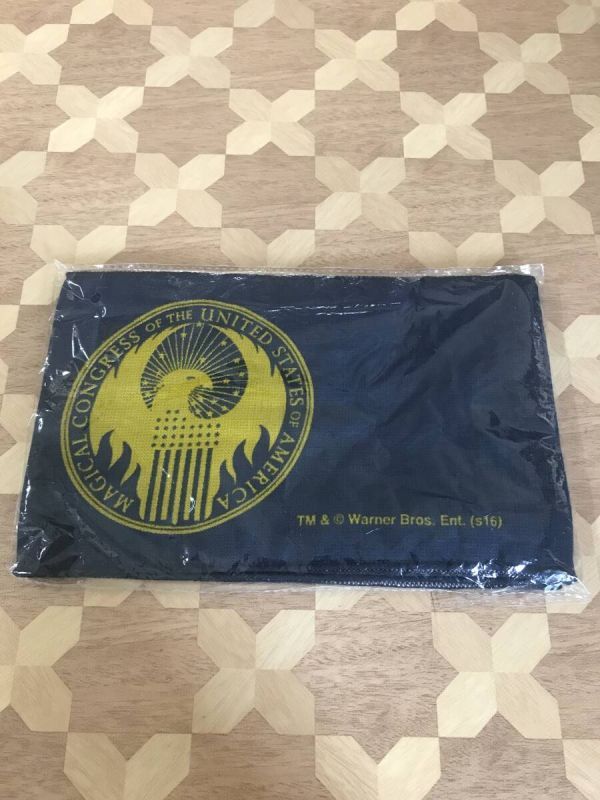 MAGICAL CONGRESS OF THE UNITED STATES OF AMERICA
TM & © Warner Bros. Ent. (s16)